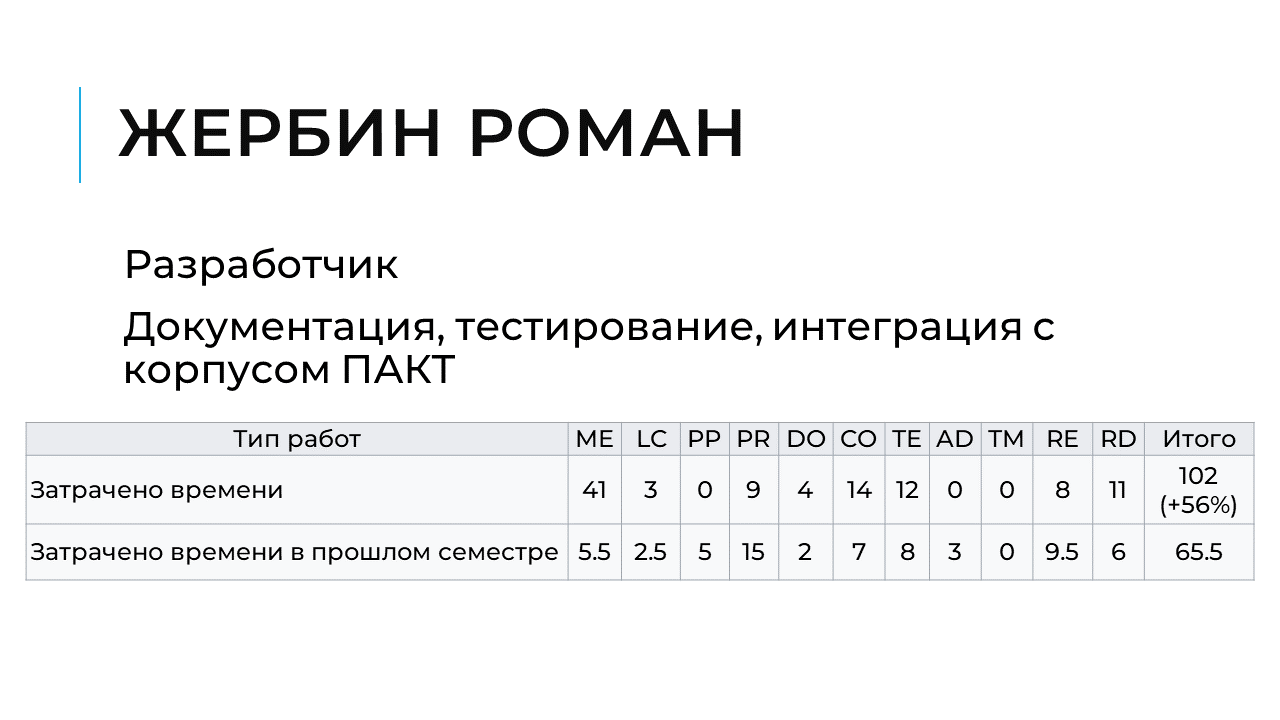 ЖЕРБИН РОМАН
Разработчик
Документация, тестирование, интеграция с
корпусом ПАКТ
Тип работ ME LC PP PR DO CO TE AD TM RE RD Итого
Затрачено времени 41 3 0 9 4 14 12 0 0 8 11 102 (+56%)
Затрачено времени в прошлом семестре 5.5 2.5 5 15 2 7 8 3 0 9.5 6 65.5